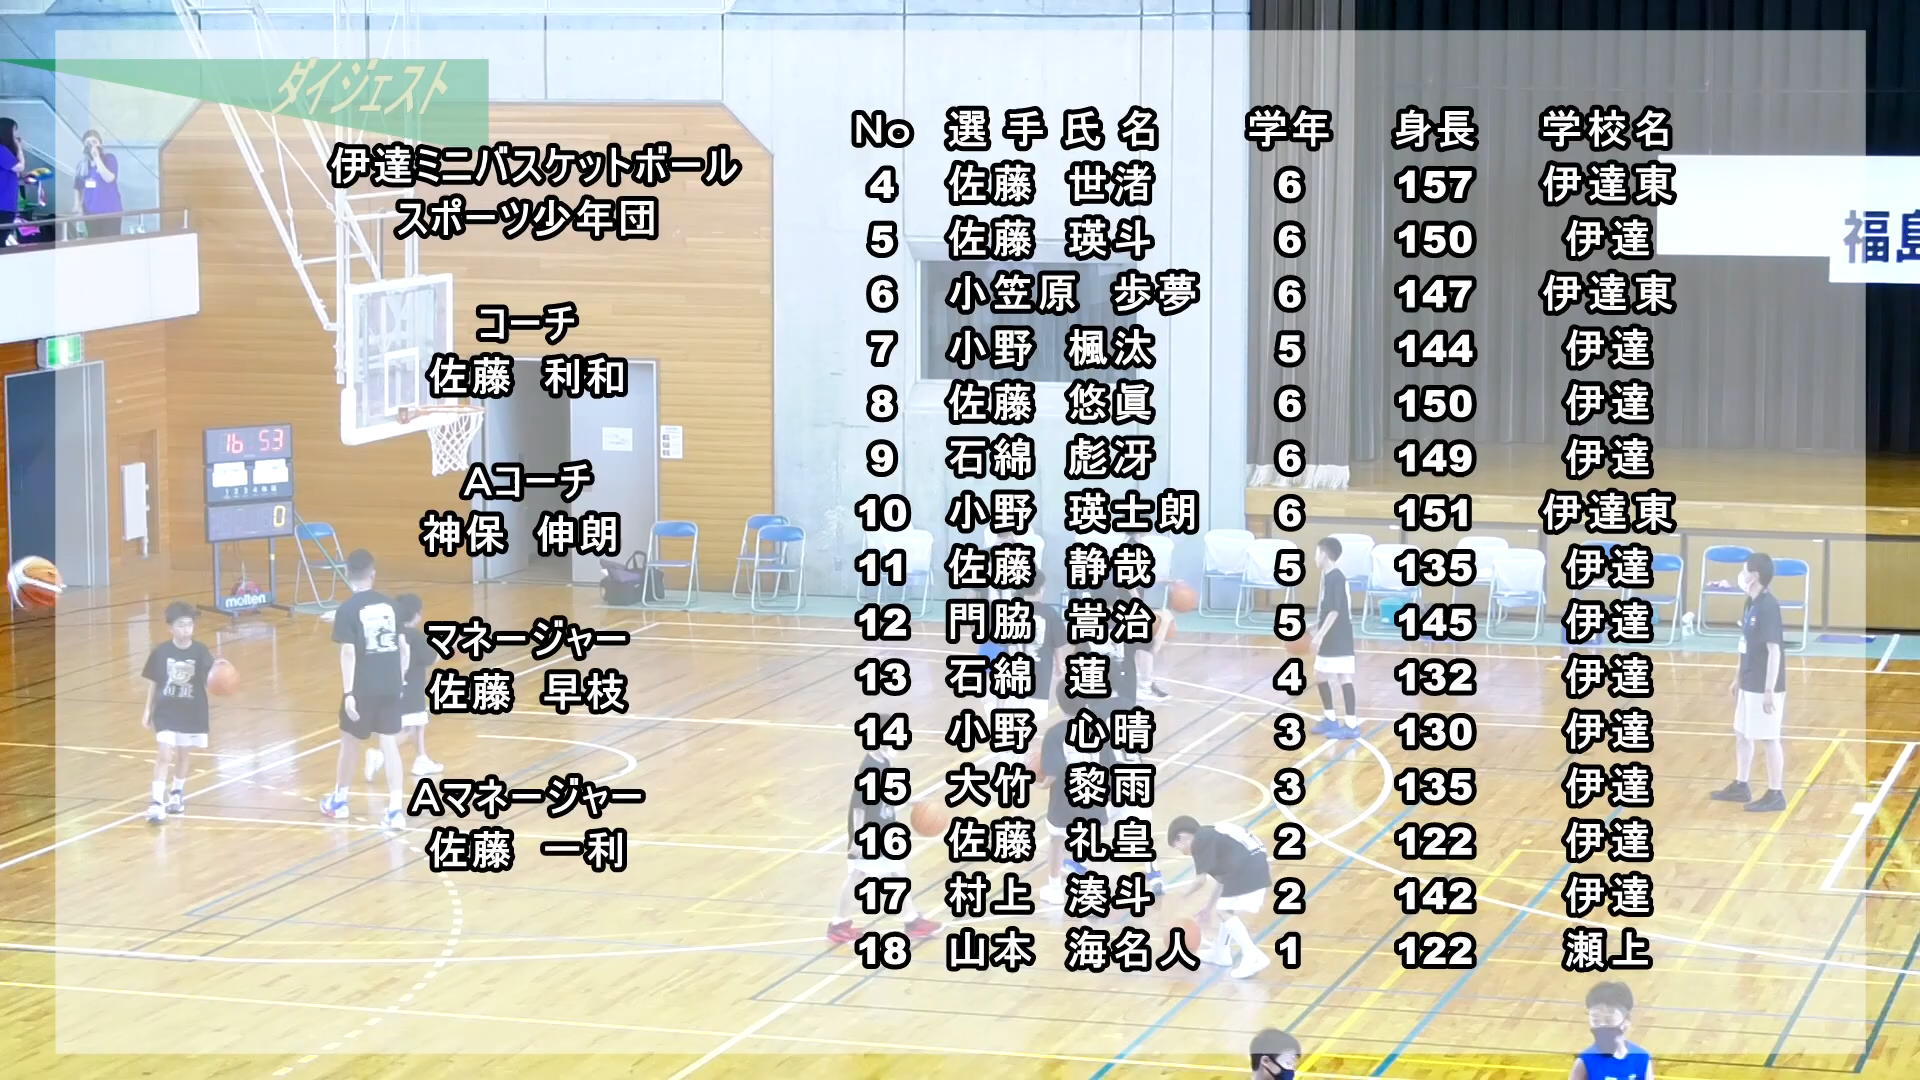 ダイジェスト
伊達ミニバスケットボール
スポーツ少年団
コーチ
佐藤 利和
Aコーチ
神保 伸朗
マネージャー
佐藤 早枝
Aマネージャー
佐藤 一利
No 選手氏名 学年 身長 学校名
4 佐藤 世渚 6 157 伊達東
5 佐藤 瑛斗 6 150 伊達
6 小笠原 歩夢 6 147 伊達東
7 小野 楓汰 5 144 伊達
8 佐藤 悠眞 6 150 伊達
9 石綿 彪冴 6 149 伊達
10 小野 瑛士朗 6 151 伊達東
11 佐藤 静哉 5 135 伊達
12 門脇 嵩治 5 145 伊達
13 石綿 蓮 4 132 伊達
14 小野 心晴 3 130 伊達
15 大竹 黎雨 3 135 伊達
16 佐藤 礼皇 2 122 伊達
17 村上 湊斗 2 142 伊達
18 山本 海名人 1 122 瀬上
福島
16 53
0
molten